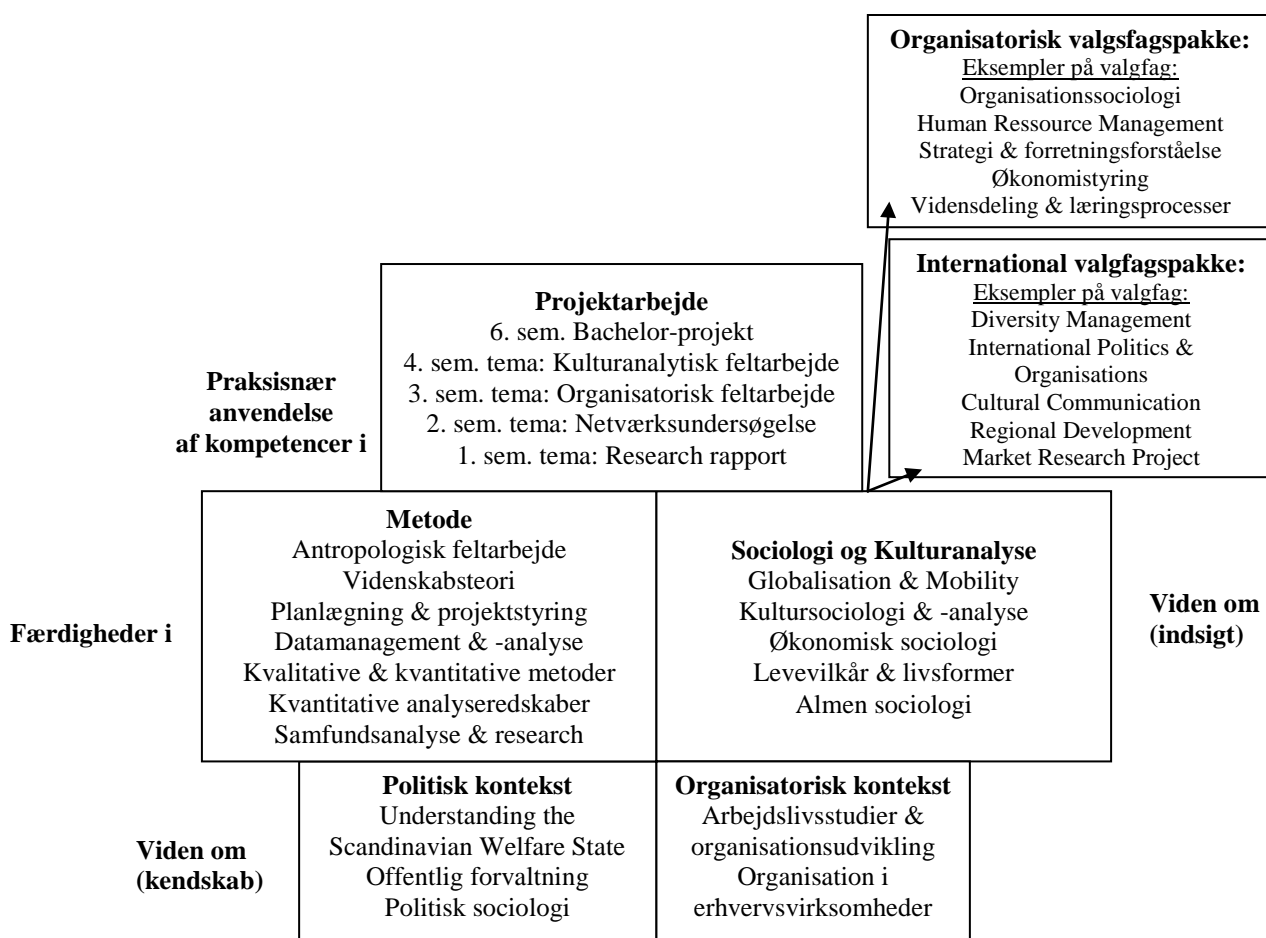 Organisatorisk valgsfagspakke:
Eksempler på valgfag:
Organisationssociologi
Human Ressource Management
Strategi & forretningsforståelse
Økonomistyring
Vidensdeling & læringsprocesser
International valgfagspakke:
Eksempler på valgfag:
Diversity Management
International Politics &
Organisations
Cultural Communication
Regional Development
Market Research Project
Praksisnær
anvendelse
af kompetencer i
Projektarbejde
6. sem. Bachelor-projekt
4. sem. tema: Kulturanalytisk feltarbejde
3. sem. tema: Organisatorisk feltarbejde
2. sem. tema: Netværksundersøgelse
1. sem. tema: Research rapport
Færdigheder i
Metode
Antropologisk feltarbejde
Videnskabsteori
Planlægning & projektstyring
Datamanagement & -analyse
Kvalitative & kvantitative metoder
Kvantitative analyseredskaber
Samfundsanalyse & research
Sociologi og Kulturanalyse
Globalisation & Mobility
Kultursociologi & -analyse
Økonomisk sociologi
Levevilkår & livsformer
Almen sociologi
Viden om
(indsigt)
Viden om
(kendskab)
Politisk kontekst
Understanding the
Scandinavian Welfare State
Offentlig forvaltning
Politisk sociologi
Organisatorisk kontekst
Arbejdslivsstudier &
organisationsudvikling
Organisation i
erhvervsvirksomheder